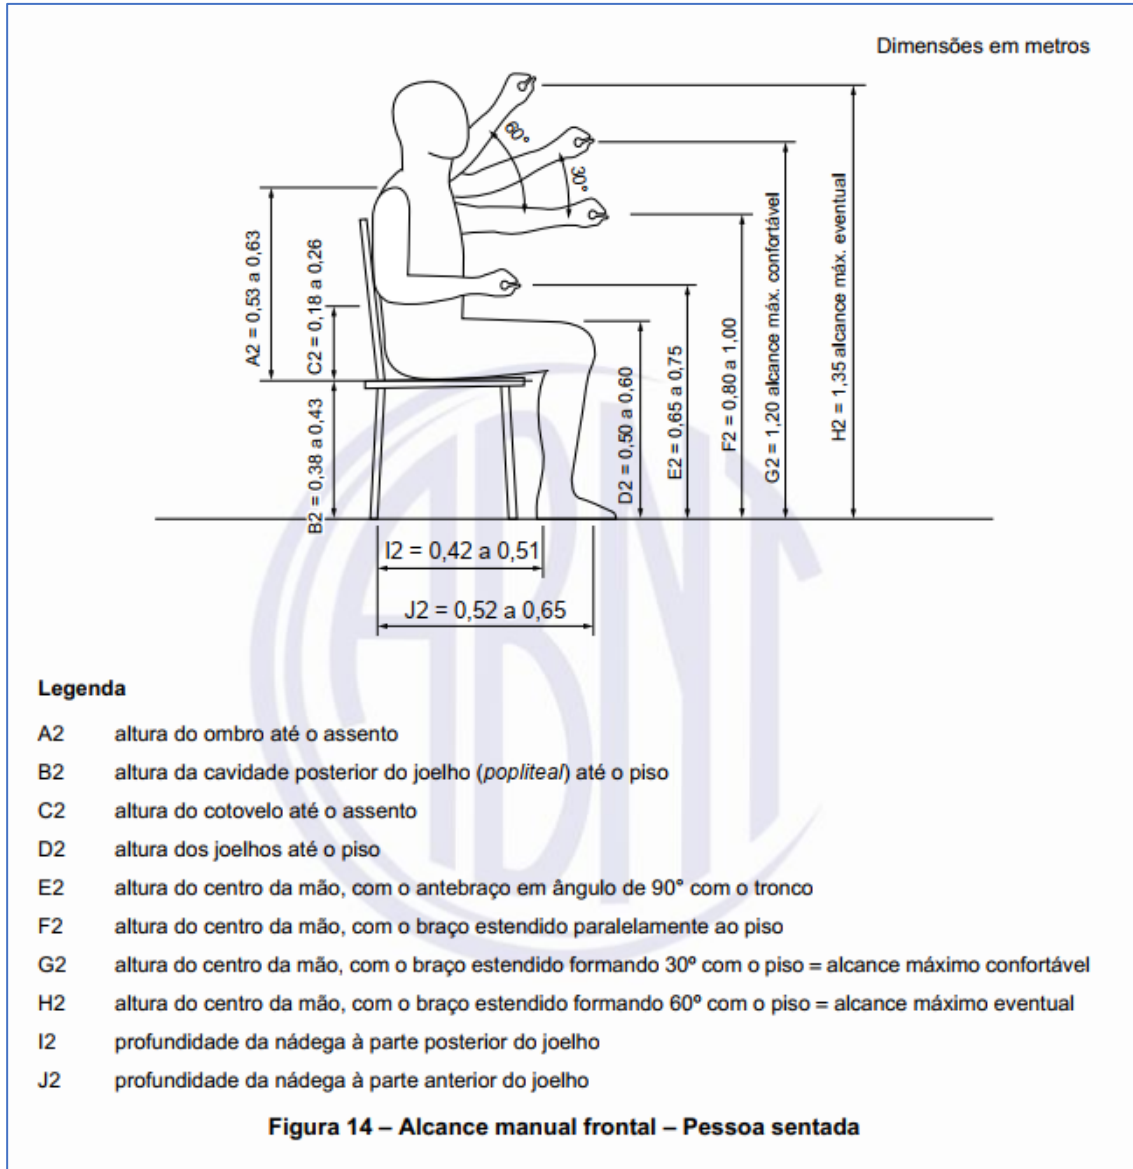 Dimensões em metros
60°
30°
A2 = 0,53 a 0,63
C2 = 0,18 a 0,26
B2 = 0,38 a 0,43
D2 = 0,50 a 0,60
E2 = 0,65 a 0,75
F2 = 0,80 a 1,00
G2 = 1,20 alcance máx. confortável
H2 = 1,35 alcance máx. eventual
I2 = 0,42 a 0,51
J2 = 0,52 a 0,65
ABNT
Legenda
A2 altura do ombro até o assento
B2 altura da cavidade posterior do joelho (popliteal) até o piso
C2 altura do cotovelo até o assento
D2 altura dos joelhos até o piso
E2 altura do centro da mão, com o antebraço em ângulo de 90° com o tronco
F2 altura do centro da mão, com o braço estendido paralelamente ao piso
G2 altura do centro da mão, com o braço estendido formando 30º com o piso = alcance máximo confortável
H2 altura do centro da mão, com o braço estendido formando 60º com o piso = alcance máximo eventual
I2 profundidade da nádega à parte posterior do joelho
J2 profundidade da nádega à parte anterior do joelho
Figura 14 – Alcance manual frontal – Pessoa sentada